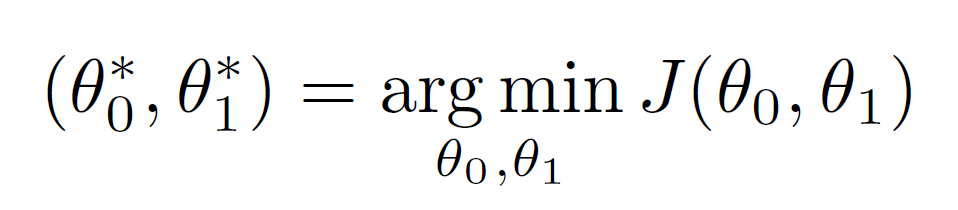 (θ₀*, θ₁*) = arg min J(θ₀, θ₁)
θ₀,θ₁